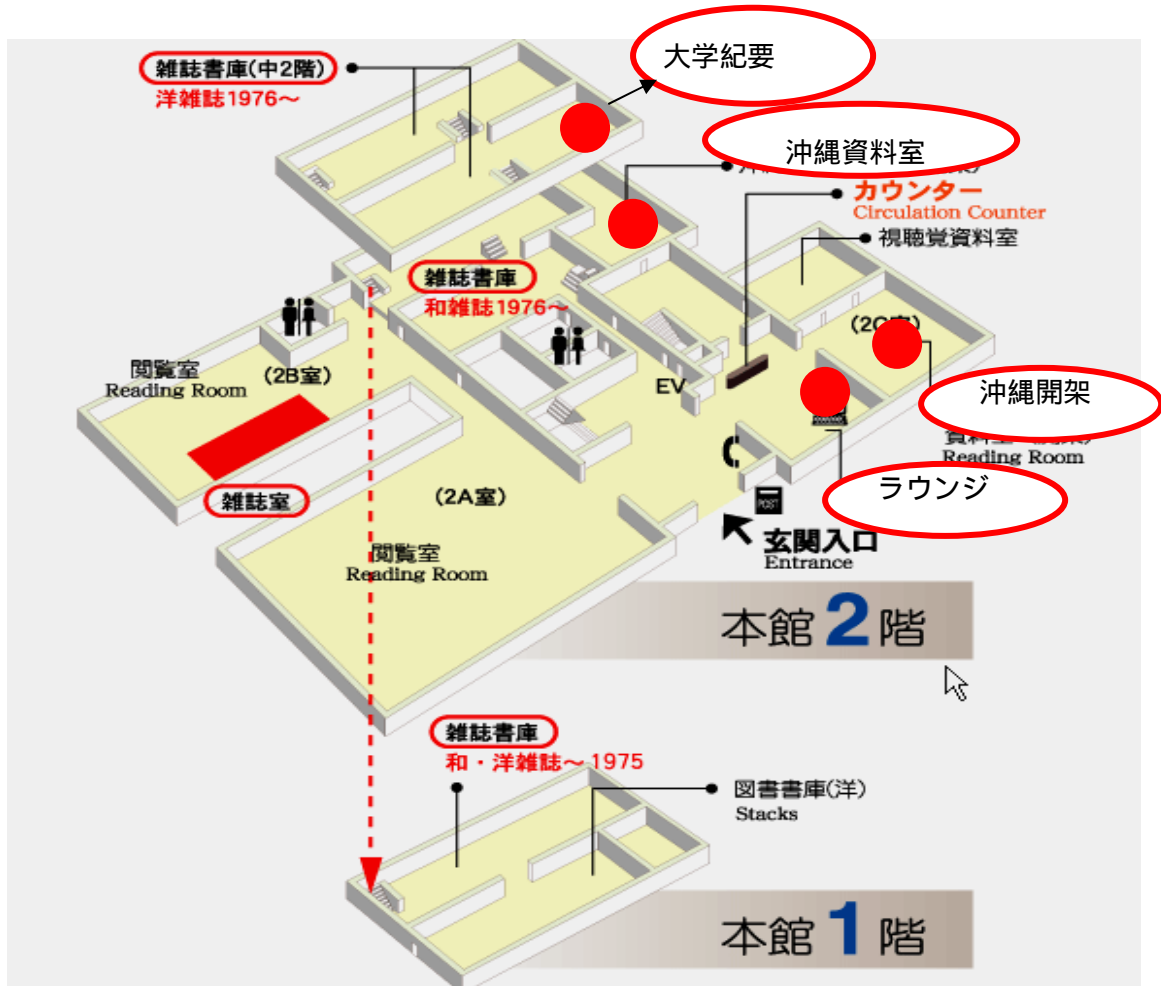 大学紀要
雑誌書庫(中2階)
洋雑誌1976～
沖縄資料室
カウンター
Circulation Counter
視聴覚資料室
雑誌書庫
和雑誌1976～
閲覧室
Reading Room
(2B室)
EV
沖縄開架
Reading Room
雑誌室
(2A室)
ラウンジ
POST
玄関入口
Entrance
閲覧室
Reading Room
本館2階
雑誌書庫
和・洋雑誌～1975
図書書庫(洋)
Stacks
本館1階